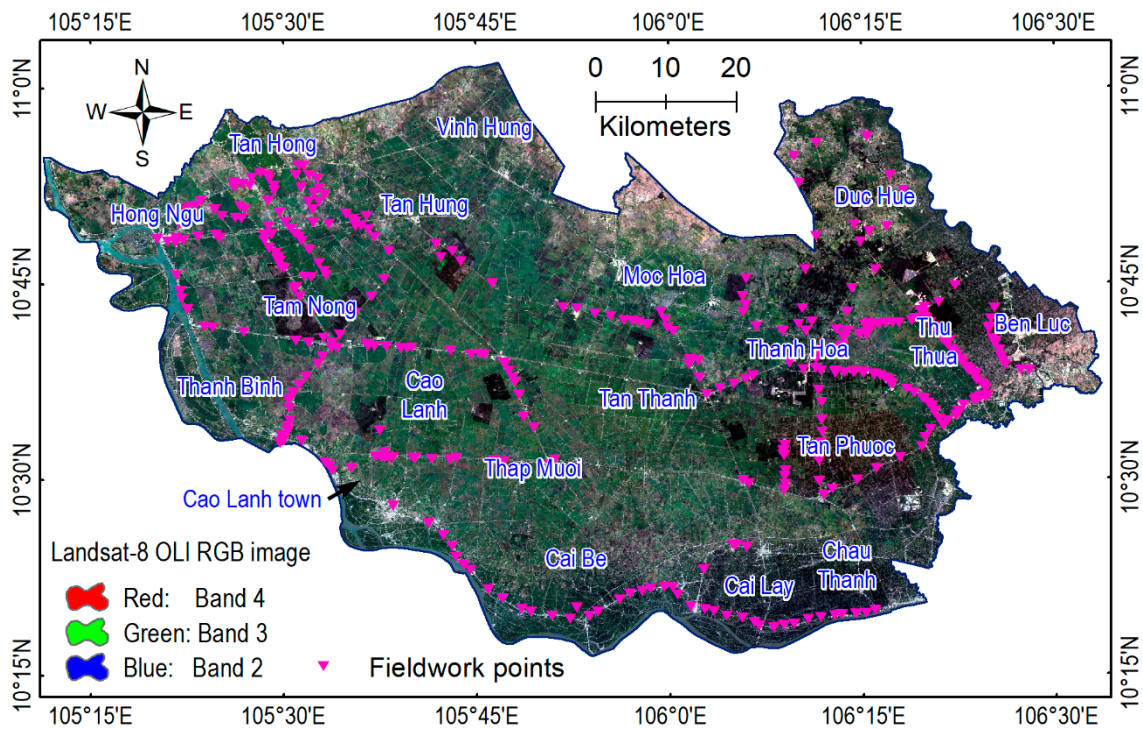 105°15'E 105°30'E 105°45'E 106°0'E 106°15'E 106°30'E
11°0'N
11°0'N
N
W E
S
0 10 20
Kilometers
Vinh Hung
Tan Hong
Duc Hue
Hong Ngu
Tan Hung
10°45'N
10°45'N
Moc Hoa
Tam Nong
Thu
Thua
Ben Luc
Thanh Hoa
Thanh Binh
Cao
Lanh
Tan Thanh
Tan Phuoc
10°30'N
10°30'N
Thap Muoi
Cao Lanh town
Landsat-8 OLI RGB image
Red: Band 4
Green: Band 3
Blue: Band 2
Fieldwork points
Cai Be
Chau
Thanh
Cai Lay
10°15'N
10°15'N
105°15'E 105°30'E 105°45'E 106°0'E 106°15'E 106°30'E